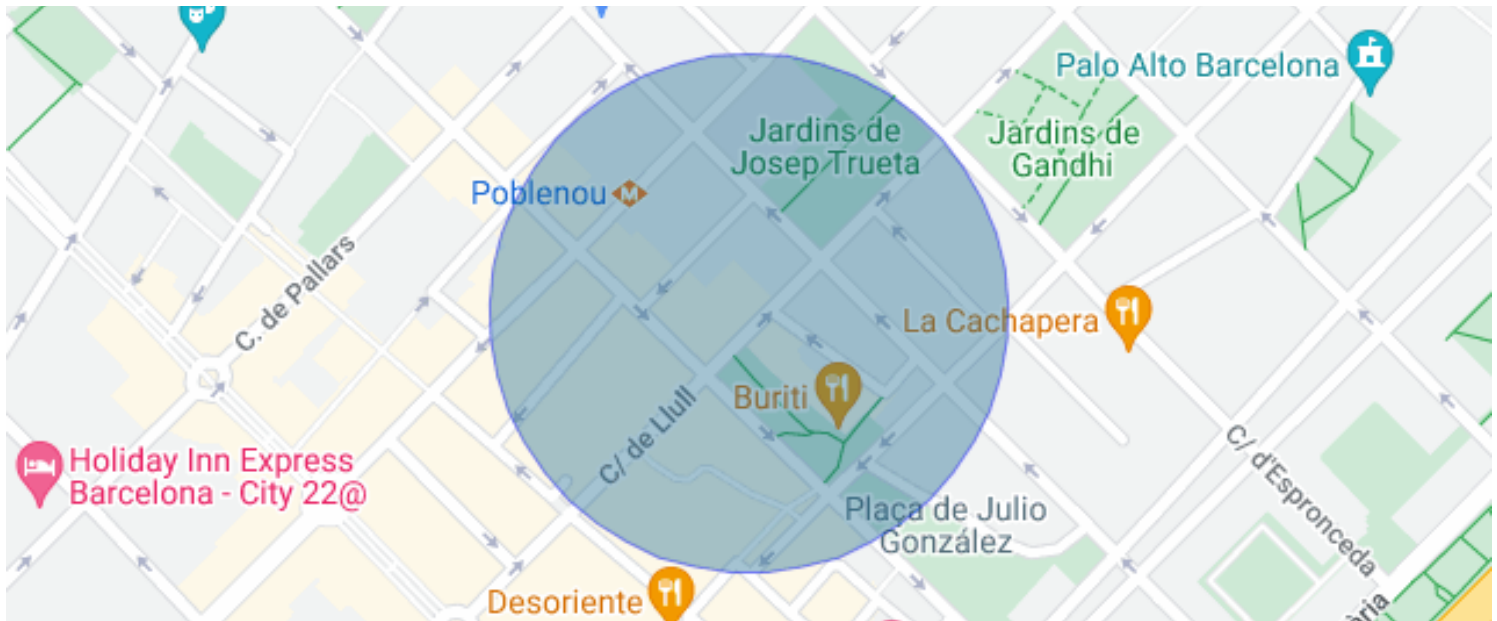 Palo Alto Barcelona
Jardins de
Josep Trueta
Jardins de
Gandhi
Poblenou
M
C. de Pallars
La Cachapera
Buriti
C/ de Llull
Holiday Inn Express
Barcelona - City 22@
C/ d'Espronceda
Plaça de Julio
González
Desoriente
ària